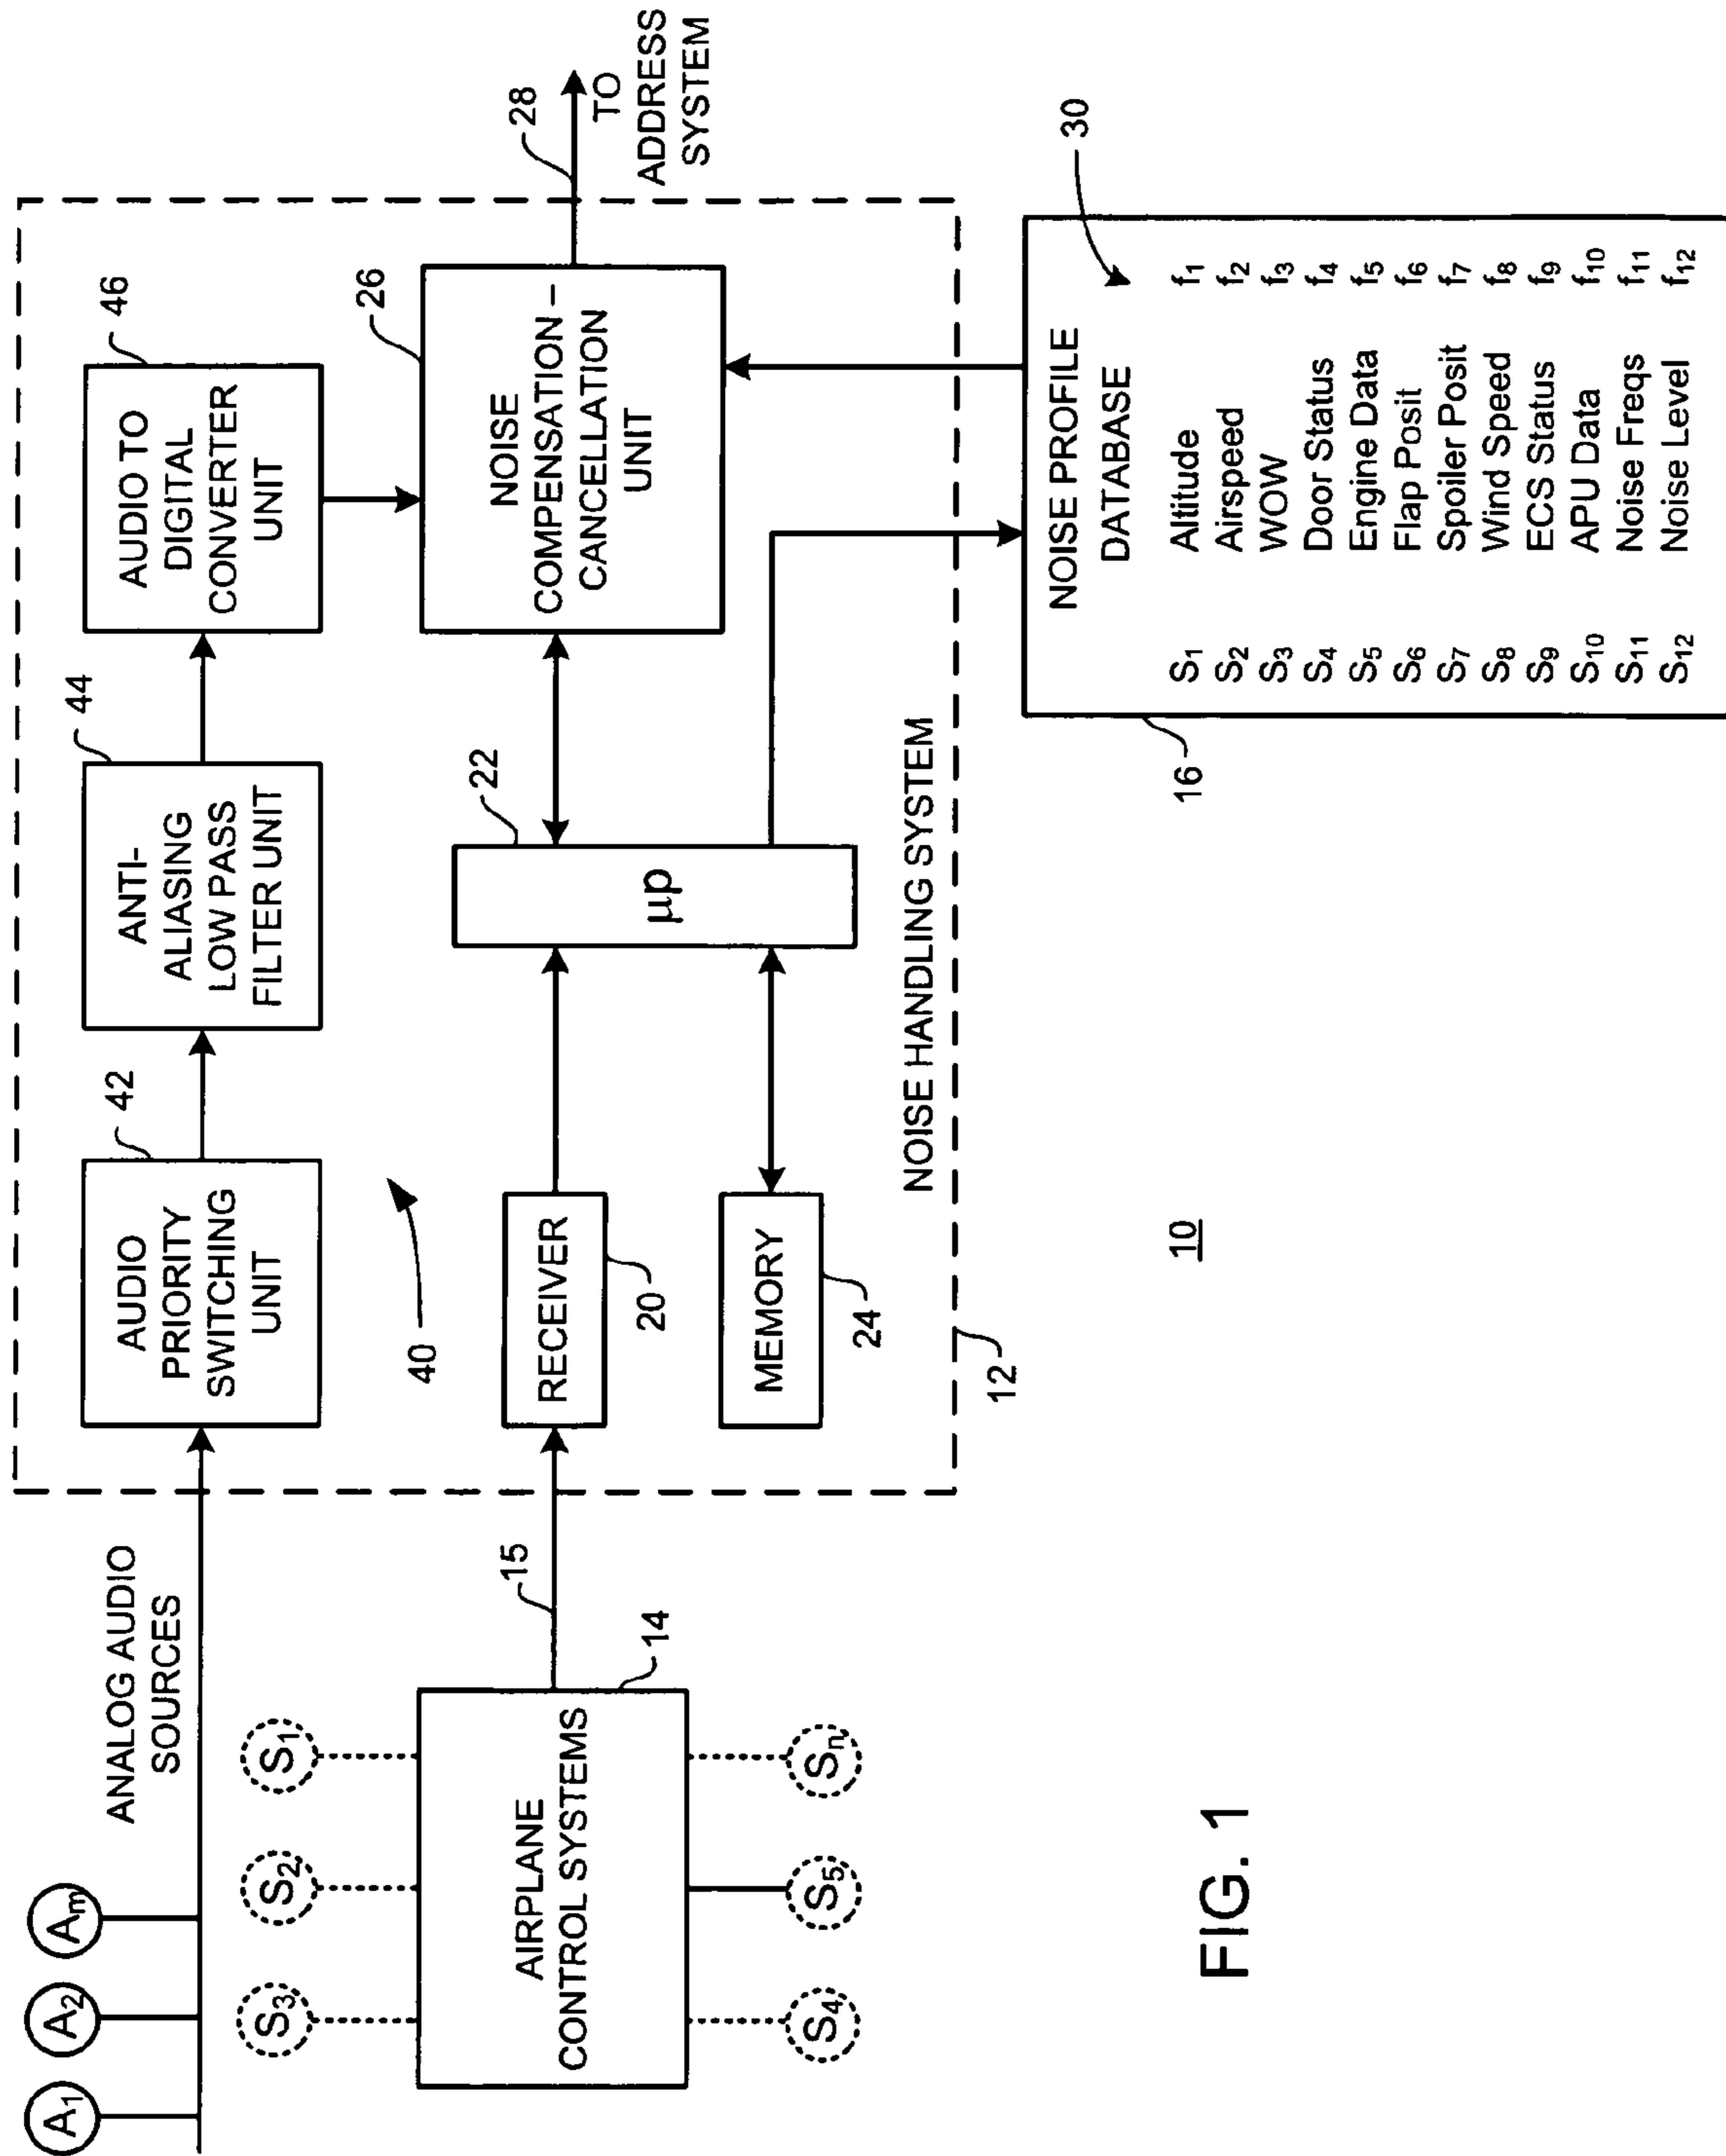 A1
A2
Am
ANALOG AUDIO
SOURCES
S1
S2
S3
S4
S5
Sn
AIRPLANE
CONTROL SYSTEMS
14
15
AUDIO
PRIORITY
SWITCHING
UNIT
42
ANTI-
ALIASING
LOW PASS
FILTER UNIT
44
AUDIO TO
DIGITAL
CONVERTER
UNIT
46
40
RECEIVER
20
MEMORY
24
µp
22
NOISE
COMPENSATION –
CANCELLATION
UNIT
26
28
TO
ADDRESS
SYSTEM
NOISE HANDLING SYSTEM
12
NOISE PROFILE
DATABASE
30
S1 Altitude f1
S2 Airspeed f2
S3 WOW f3
S4 Door Status f4
S5 Engine Data f5
S6 Flap Posit f6
S7 Spoiler Posit f7
S8 Wind Speed f8
S9 ECS Status f9
S10 APU Data f10
S11 Noise Freqs f11
S12 Noise Level f12
16
10
FIG. 1